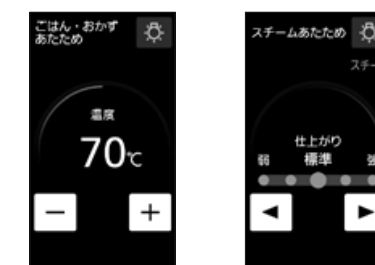 ごはん・おかず
あたため
温度
70℃
スチームあたため
スチー
仕上がり
弱 標準 強